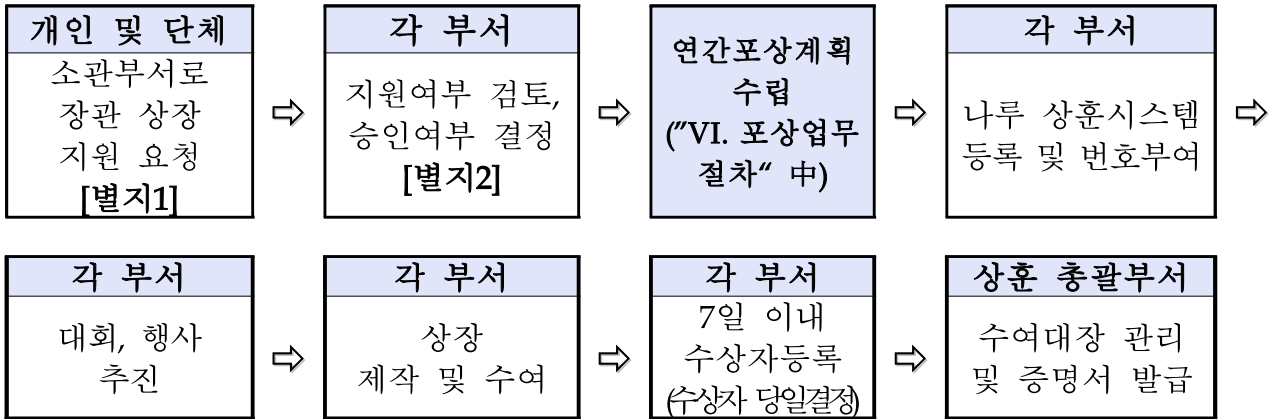 개인 및 단체
소관부서로
장관 상장
지원 요청
[별지1]
⇨
각 부서
지원여부 검토,
승인여부 결정
[별지2]
⇨
연간포상계획
수립
(″VI. 포상업무
절차“ 中)
⇨
각 부서
나루 상훈시스템
등록 및 번호부여
⇨
각 부서
대회, 행사
추진
⇨
각 부서
상장
제작 및 수여
⇨
각 부서
7일 이내
수상자등록
(수상자 당일결정)
⇨
상훈 총괄부서
수여대장 관리
및 증명서 발급